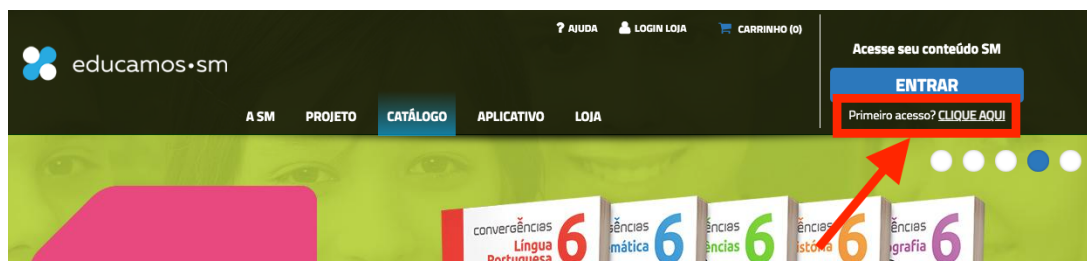 ? AJUDA LOGIN LOJA CARRINHO (0)
educamos•sm
Acesse seu conteúdo SM
ENTRAR
Primeiro acesso? CLIQUE AQUI
A SM PROJETO CATÁLOGO APLICATIVO LOJA
convergências
Língua
Portuguesa
6
ências
mática
6
ências
ências
6
ências
6
ências
ografia
6